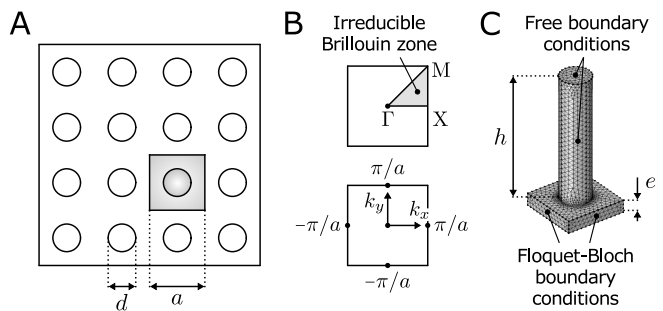 A
d
a
B
Irreducible
Brillouin zone
M
Γ
X
π/a
k_y
k_x
−π/a
π/a
−π/a
C
Free boundary
conditions
h
e
Floquet-Bloch
boundary
conditions